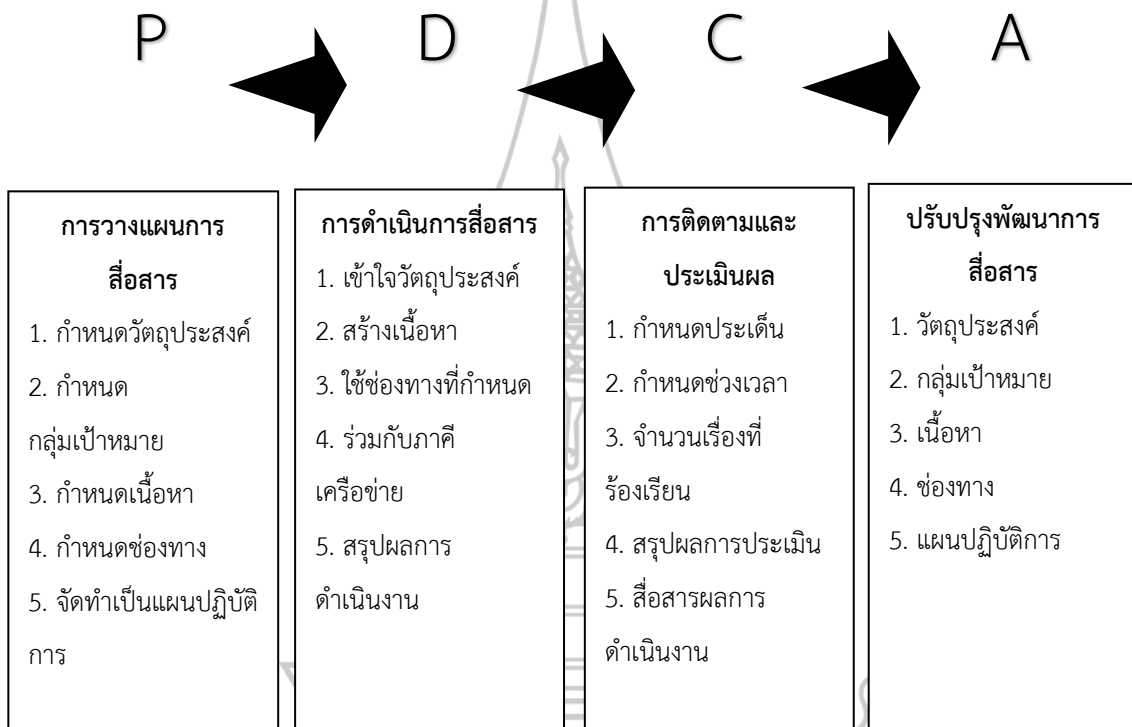 P D C A
การวางแผนการ
สื่อสาร
1. กำหนดวัตถุประสงค์
2. กำหนด
กลุ่มเป้าหมาย
3. กำหนดเนื้อหา
4. กำหนดช่องทาง
5. จัดทำเป็นแผนปฏิบัติ
การ
การดำเนินการสื่อสาร
1. เข้าใจวัตถุประสงค์
2. สร้างเนื้อหา
3. ใช้ช่องทางที่กำหนด
4. ร่วมกับภาคี
เครือข่าย
5. สรุปผลการ
ดำเนินงาน
การติดตามและ
ประเมินผล
1. กำหนดประเด็น
2. กำหนดช่วงเวลา
3. จำนวนเรื่องที่
ร้องเรียน
4. สรุปผลการประเมิน
5. สื่อสารผลการ
ดำเนินงาน
ปรับปรุงพัฒนาการ
สื่อสาร
1. วัตถุประสงค์
2. กลุ่มเป้าหมาย
3. เนื้อหา
4. ช่องทาง
5. แผนปฏิบัติการ